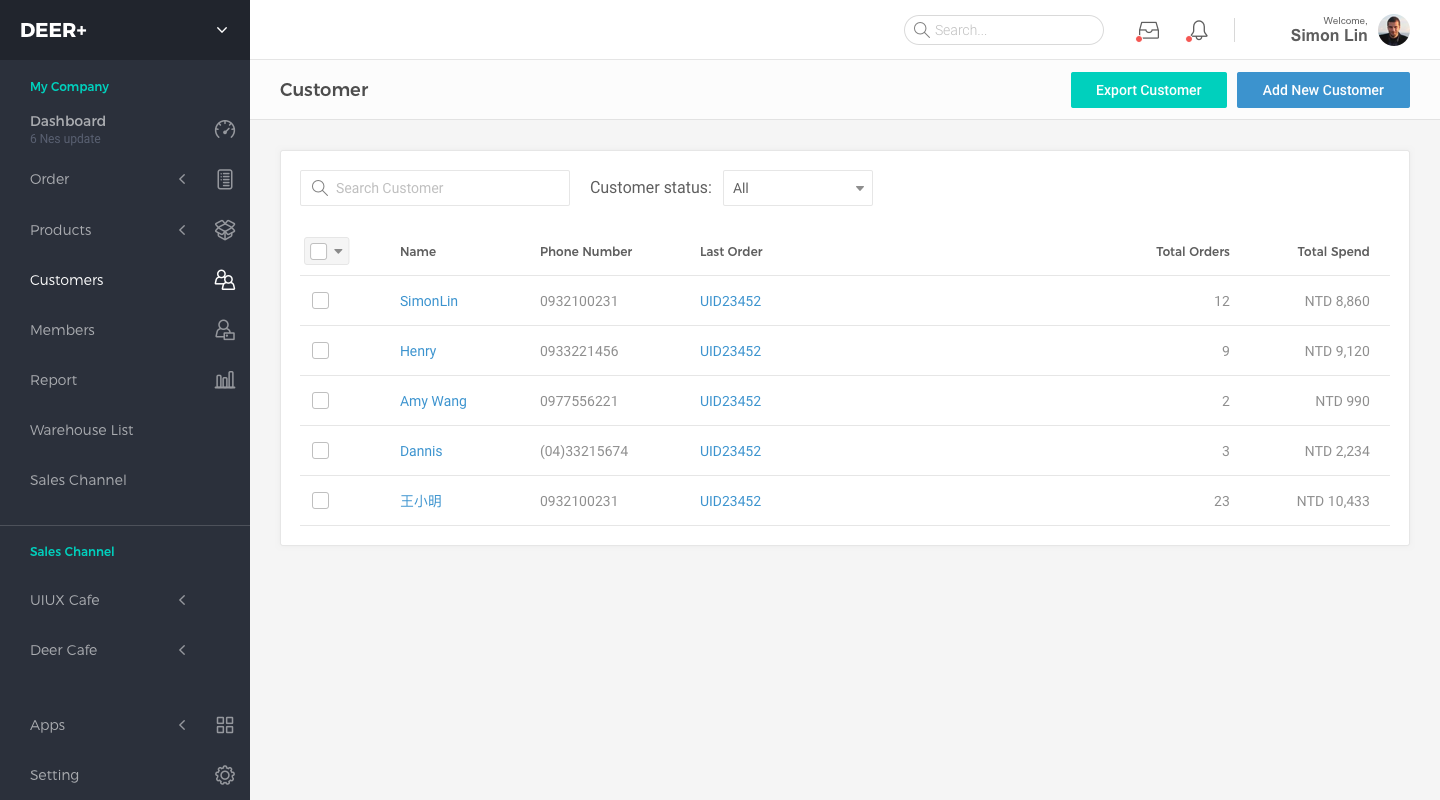 DEER+
Search...
Welcome,
Simon Lin
My Company
Dashboard
6 Nes update
Order
Products
Customers
Members
Report
Warehouse List
Sales Channel
Sales Channel
UIUX Cafe
Deer Cafe
Apps
Setting
Customer
Export Customer
Add New Customer
Search Customer
Customer status:
All
Name Phone Number Last Order Total Orders Total Spend
SimonLin 0932100231 UID23452 12 NTD 8,860
Henry 0933221456 UID23452 9 NTD 9,120
Amy Wang 0977556221 UID23452 2 NTD 990
Dannis (04)33215674 UID23452 3 NTD 2,234
王小明 0932100231 UID23452 23 NTD 10,433